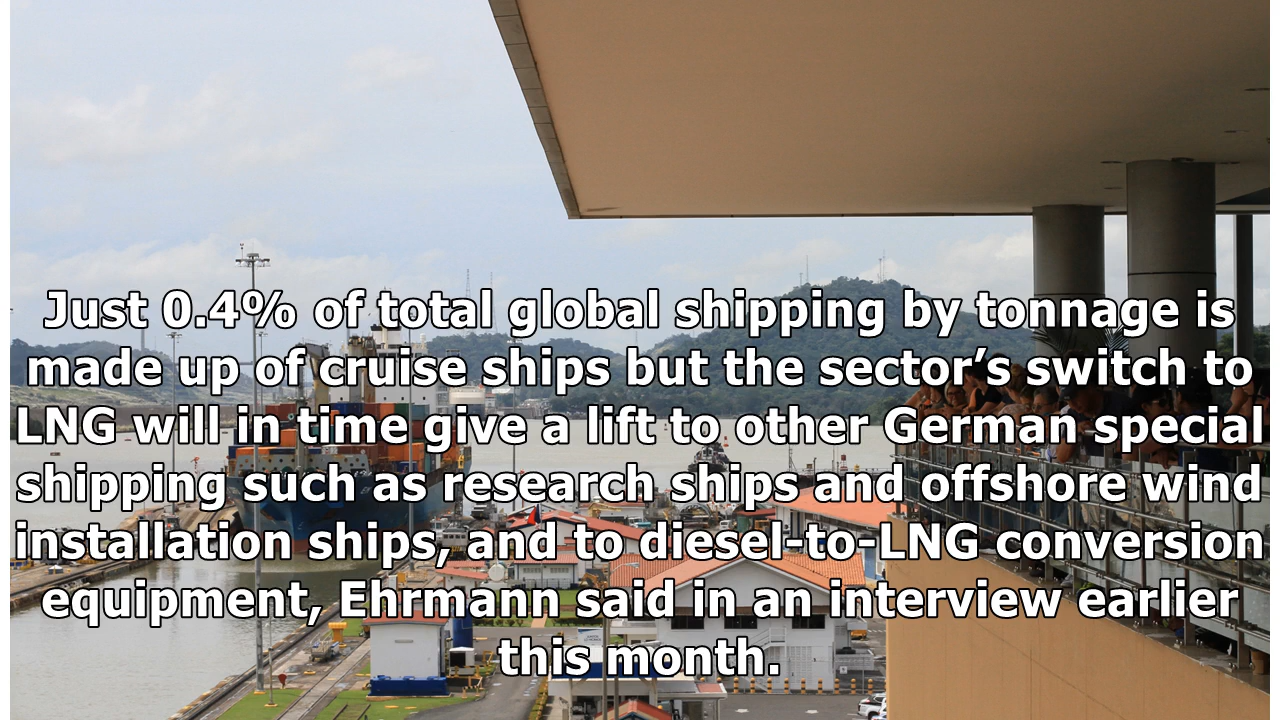 Just 0.4% of total global shipping by tonnage is
made up of cruise ships but the sector’s switch to
LNG will in time give a lift to other German special
shipping such as research ships and offshore wind
installation ships, and to diesel-to-LNG conversion
equipment, Ehrmann said in an interview earlier
this month.